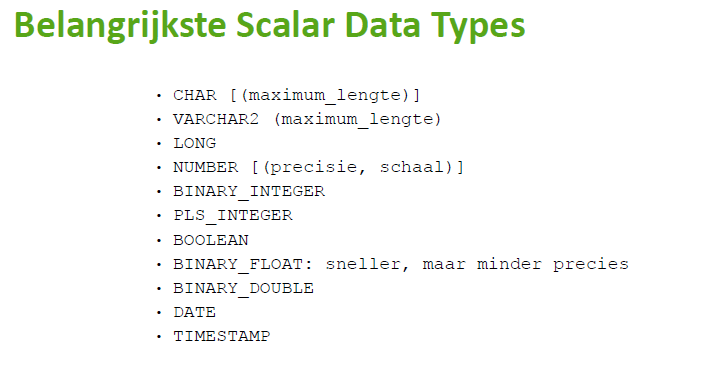 Belangrijkste Scalar Data Types
• CHAR [(maximum_lengte)]
• VARCHAR2 (maximum_lengte)
• LONG
• NUMBER [(precisie, schaal)]
• BINARY_INTEGER
• PLS_INTEGER
• BOOLEAN
• BINARY_FLOAT: sneller, maar minder precies
• BINARY_DOUBLE
• DATE
• TIMESTAMP